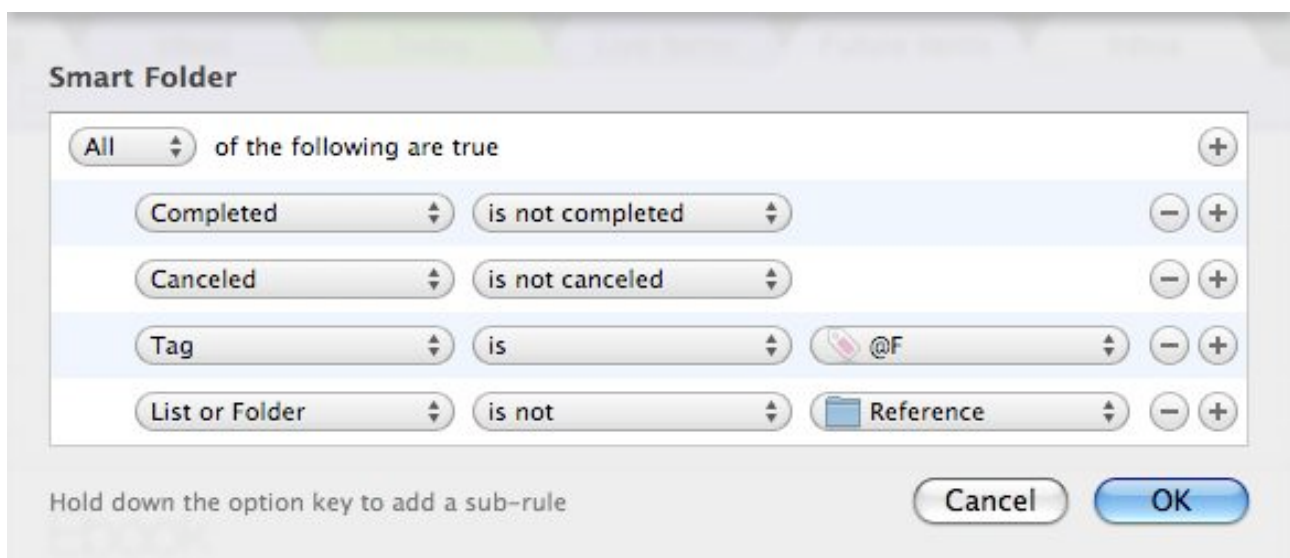 Today
Smart Folder
All of the following are true
Completed is not completed
Canceled is not canceled
Tag is @F
List or Folder is not Reference
Hold down the option key to add a sub-rule Cancel OK